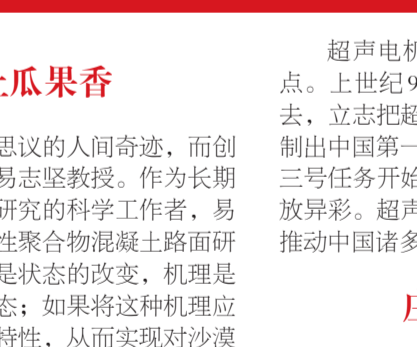 瓜果香
思议的人间奇迹，而创
易志坚教授。作为长期
研究的科学工作者，易
性聚合物混凝土路面研
是状态的改变，机理是
态；如果将这种机理应
特性，从而实现对沙漠
超声电机
点。上世纪9
去，立志把超
制出中国第一
三号任务开始
放异彩。超声
推动中国诸多